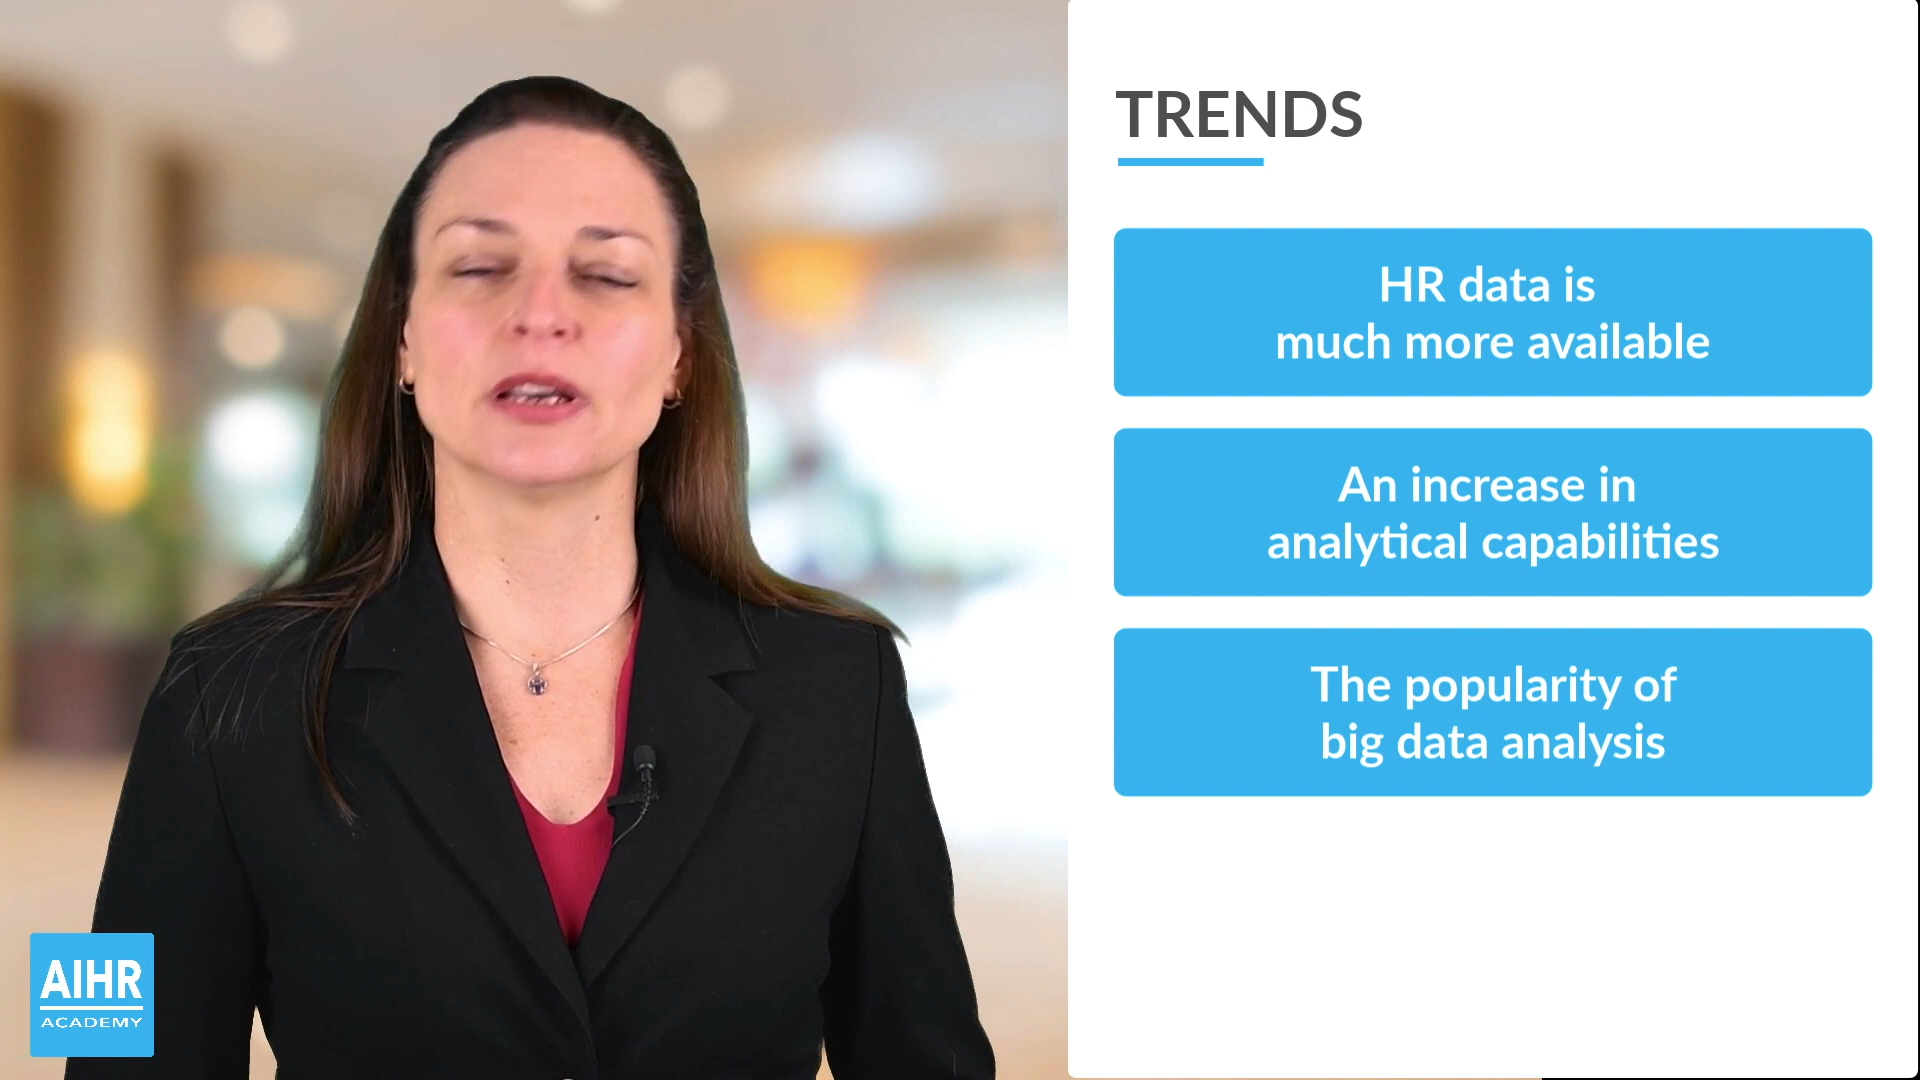 TRENDS
HR data is
much more available
An increase in
analytical capabilities
The popularity of
big data analysis
AIHR
ACADEMY